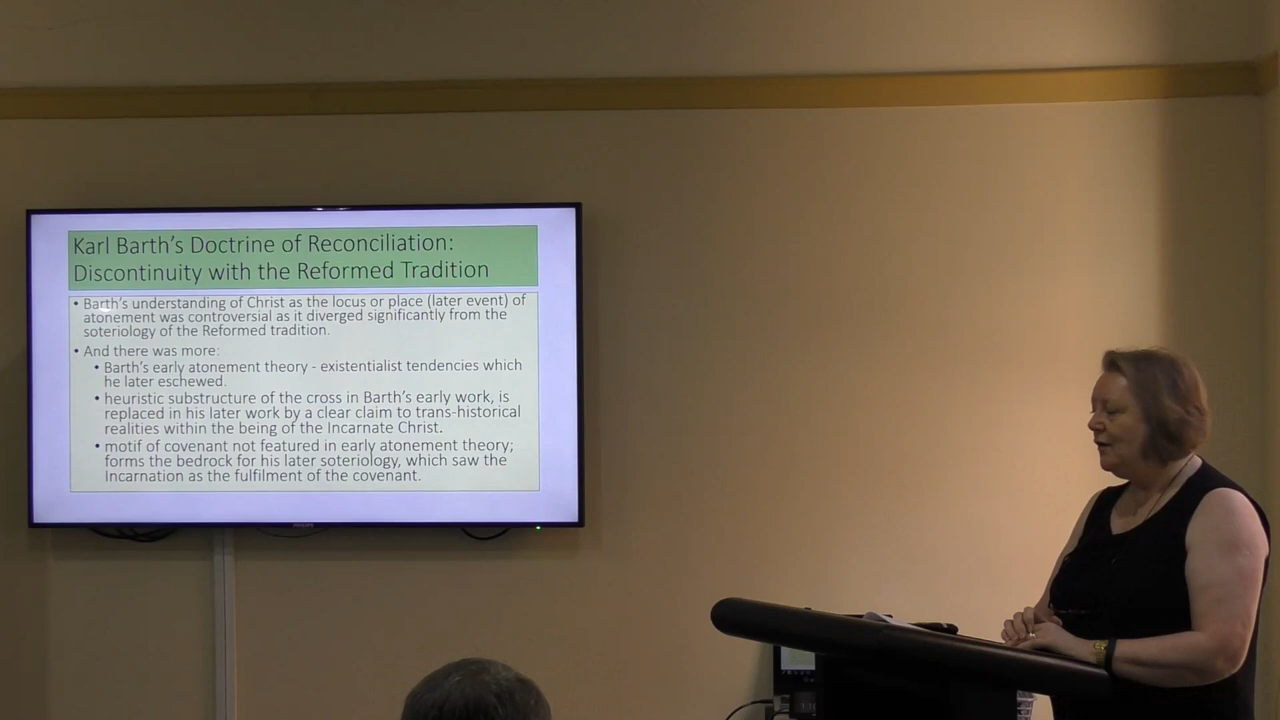 Karl Barth's Doctrine of Reconciliation:
Discontinuity with the Reformed Tradition
• Barth's understanding of Christ as the locus or place (later event) of
atonement was controversial as it diverged significantly from the
soteriology of the Reformed tradition.
• And there was more:
• Barth's early atonement theory - existentialist tendencies which
he later eschewed.
• heuristic substructure of the cross in Barth's early work, is
replaced in his later work by a clear claim to trans-historical
realities within the being of the Incarnate Christ.
• motif of covenant not featured in early atonement theory;
forms the bedrock for his later soteriology, which saw the
Incarnation as the fulfilment of the covenant.
PHILIPS